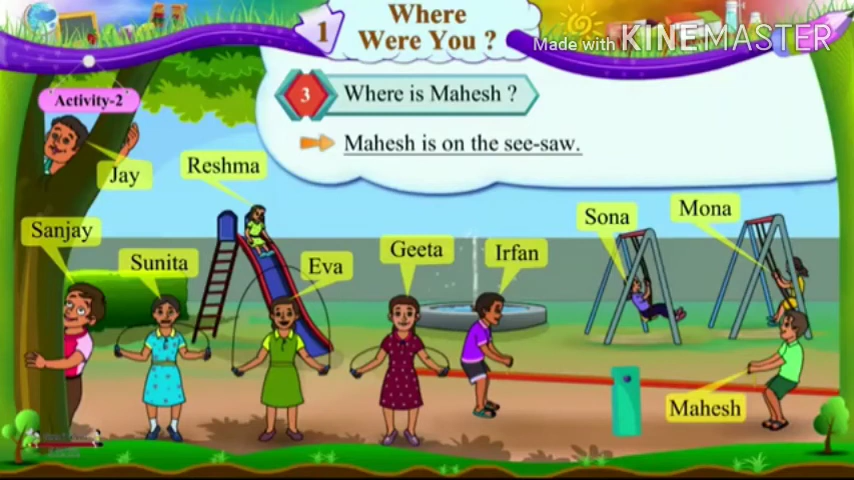 1
Where
Were You ?
Made with KINEMASTER
Activity-2
3
Where is Mahesh ?
Mahesh is on the see-saw.
Jay
Reshma
Sanjay
Sunita
Eva
Geeta
Irfan
Sona
Mona
Mahesh